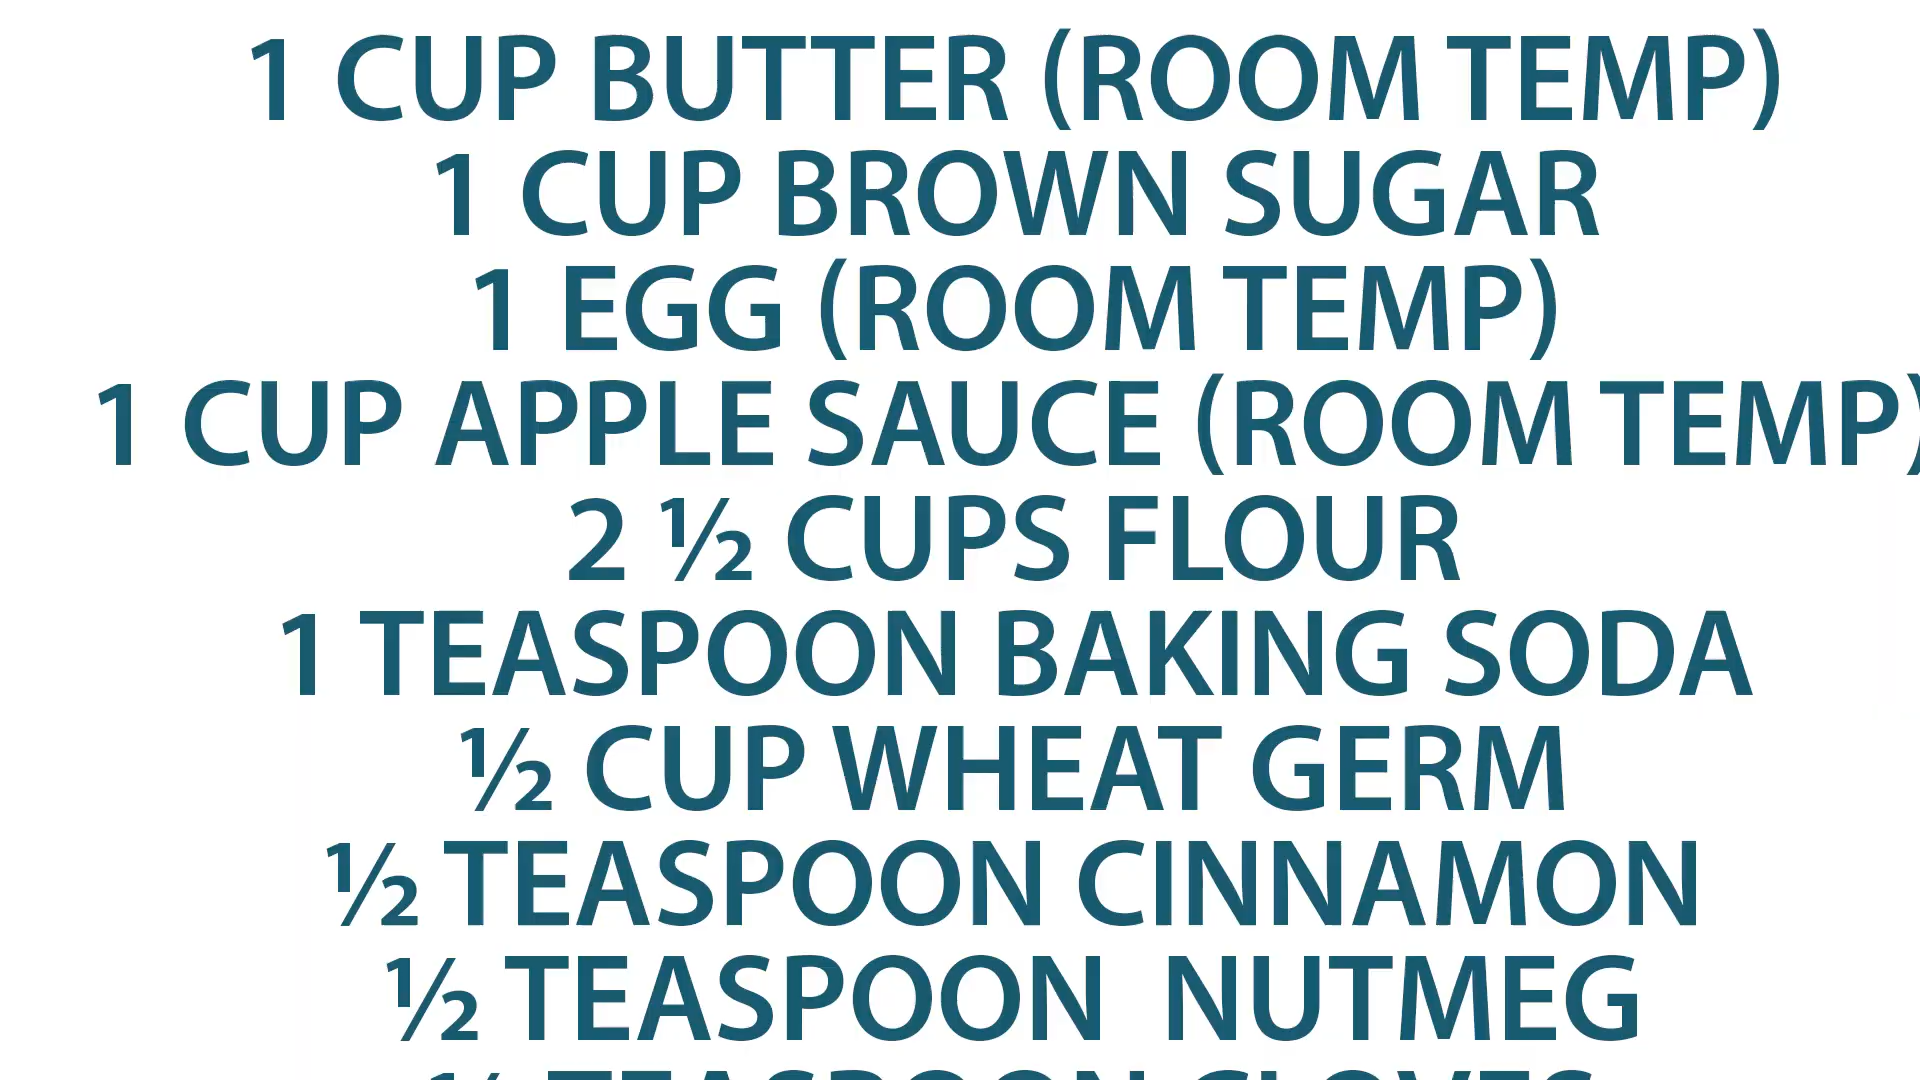 1 CUP BUTTER (ROOM TEMP)
1 CUP BROWN SUGAR
1 EGG (ROOM TEMP)
1 CUP APPLE SAUCE (ROOM TEMP)
2 ½ CUPS FLOUR
1 TEASPOON BAKING SODA
½ CUP WHEAT GERM
½ TEASPOON CINNAMON
½ TEASPOON  NUTMEG
TEASPOON CLOVES